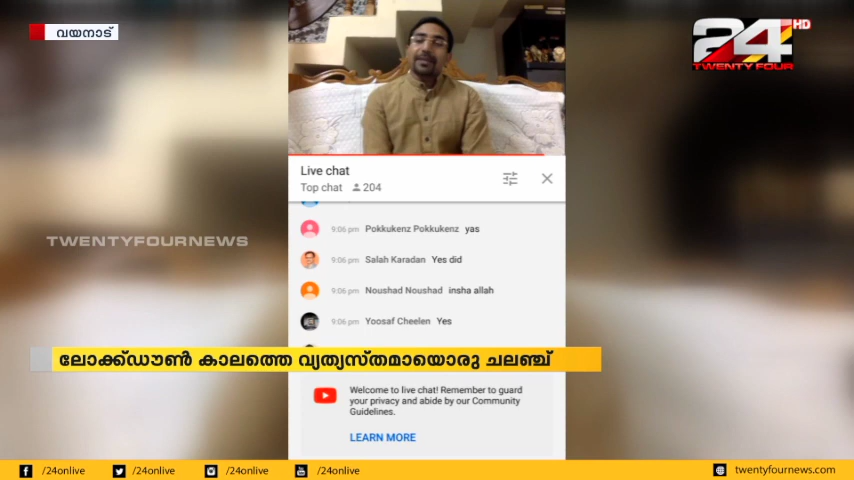 വയനാട്
24 HD
TWENTY FOUR
Live chat
Top chat 204
9:06 pm Pokkukenz Pokkukenz yas
TWENTYFOURNEWS
9:06 pm Salah Karadan Yes did
9:06 pm Noushad Noushad insha allah
9:06 pm Yoosaf Cheelen Yes
ലോക്ക്ഡൗൺ കാലത്തെ വ്യത്യസ്തമായൊരു ചലഞ്ച്
Welcome to live chat! Remember to guard
your privacy and abide by our Community
Guidelines.
LEARN MORE
/24onlive /24onlive /24onlive /24onlive twentyfournews.com